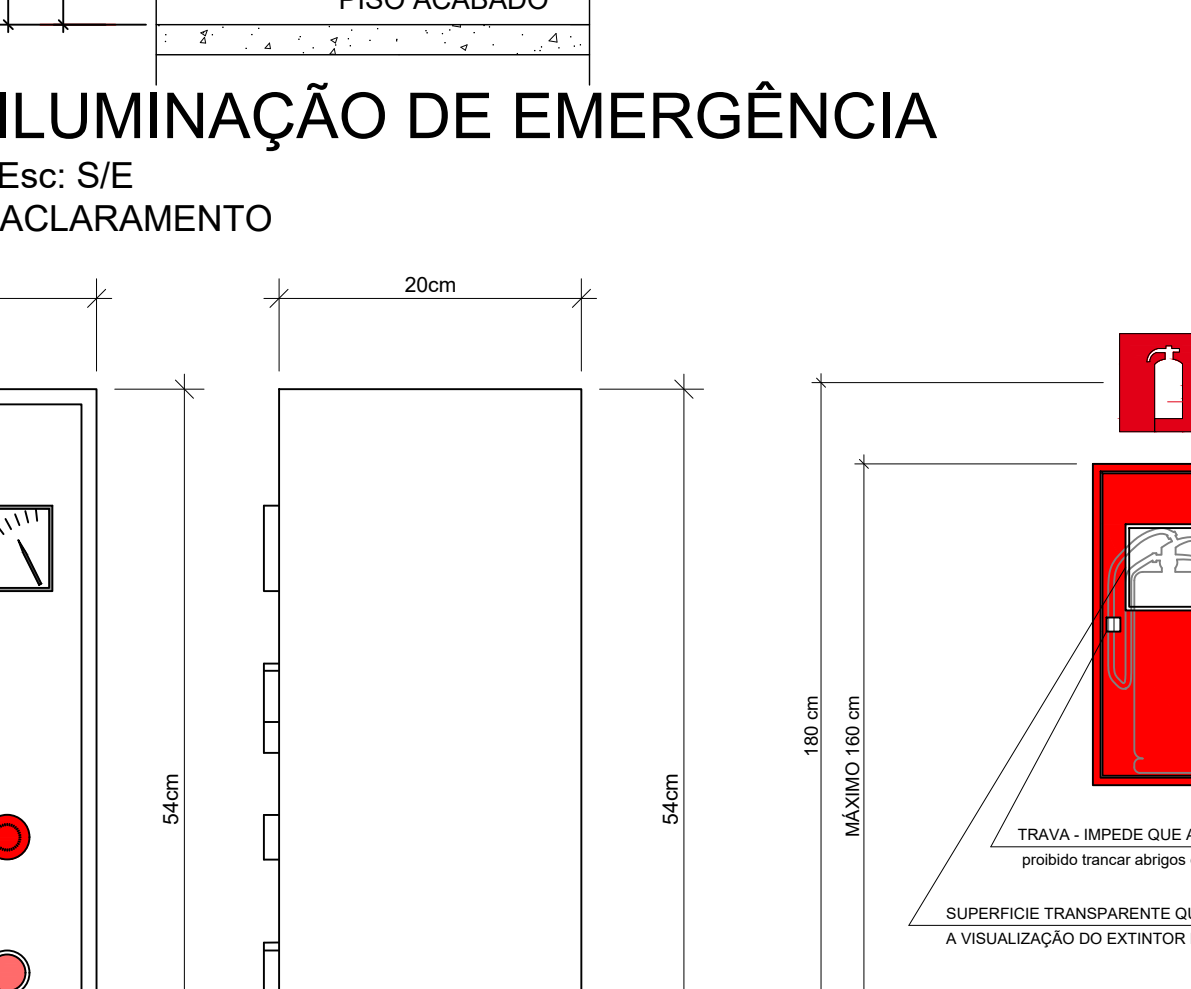 PISO ACABADO
ILUMINAÇÃO DE EMERGÊNCIA
Esc: S/E
ACLARAMENTO
20cm
54cm
54cm
180 cm
MÁXIMO 160 cm
TRAVA - IMPEDE QUE A
proibido trancar abrigos
SUPERFICIE TRANSPARENTE QU
A VISUALIZAÇÃO DO EXTINTOR